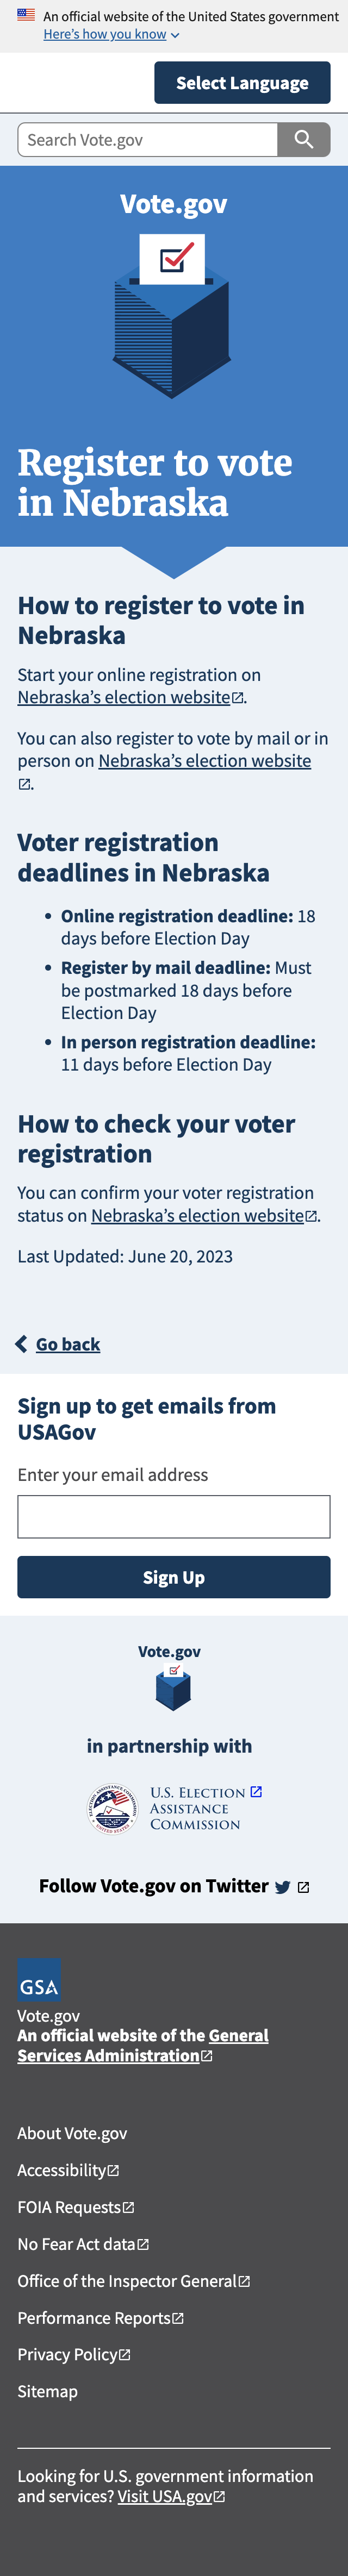 An official website of the United States government
Here's how you know
Select Language
Search Vote.gov
Vote.gov
Register to vote
in Nebraska
How to register to vote in
Nebraska
Start your online registration on
Nebraska's election website.
You can also register to vote by mail or in
person on Nebraska's election website
.
Voter registration
deadlines in Nebraska
• Online registration deadline: 18
days before Election Day
• Register by mail deadline: Must
be postmarked 18 days before
Election Day
• In person registration deadline:
11 days before Election Day
How to check your voter
registration
You can confirm your voter registration
status on Nebraska's election website.
Last Updated: June 20, 2023
Go back
Sign up to get emails from
USAGov
Enter your email address
Sign Up
Vote.gov
in partnership with
U.S. Election
Assistance
Commission
Follow Vote.gov on Twitter
GSA
Vote.gov
An official website of the General
Services Administration
About Vote.gov
Accessibility
FOIA Requests
No Fear Act data
Office of the Inspector General
Performance Reports
Privacy Policy
Sitemap
Looking for U.S. government information
and services? Visit USA.gov